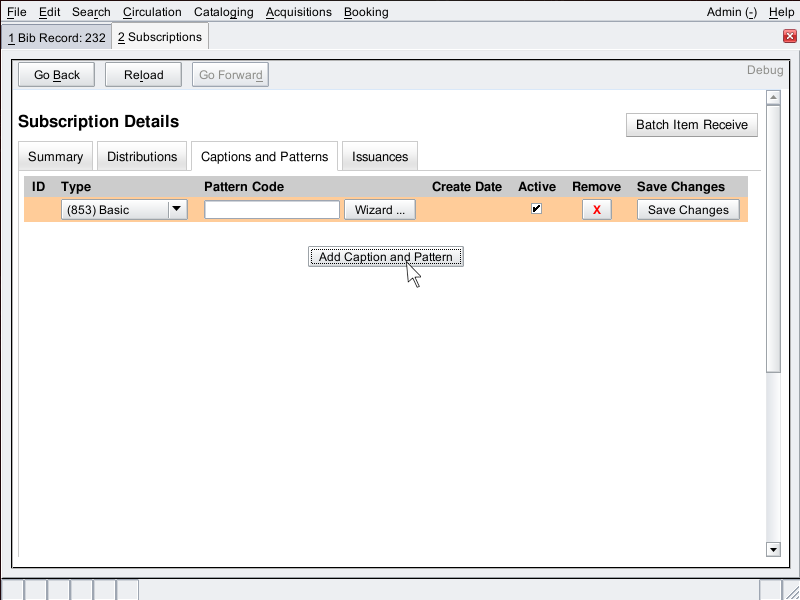 File Edit Search Circulation Cataloging Acquisitions Booking Admin (-) Help
1 Bib Record: 232 2 Subscriptions
Go Back Reload Go Forward Debug
Subscription Details
Batch Item Receive
Summary Distributions Captions and Patterns Issuances
ID Type Pattern Code Create Date Active Remove Save Changes
(853) Basic Wizard ... X Save Changes
Add Caption and Pattern